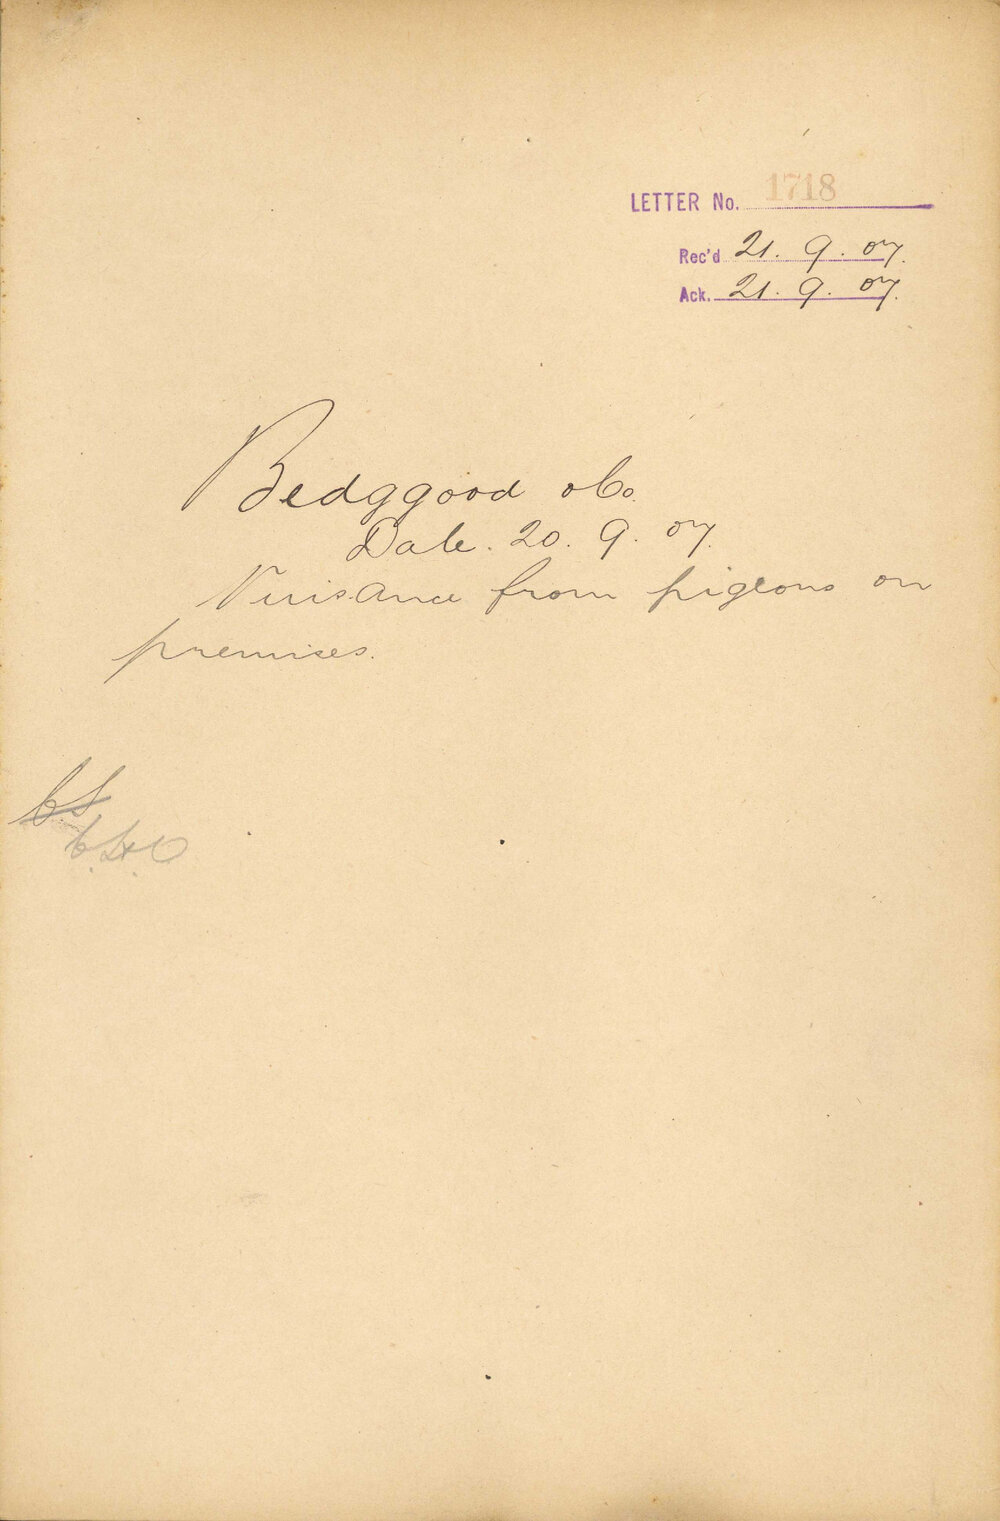 LETTER No. 1718
Rec'd 21. 9. 07.
Ack. 21. 9. 07.
Bedggood & Co.
Date. 20. 9. 07.
Nuisance from pigeons on
premises.